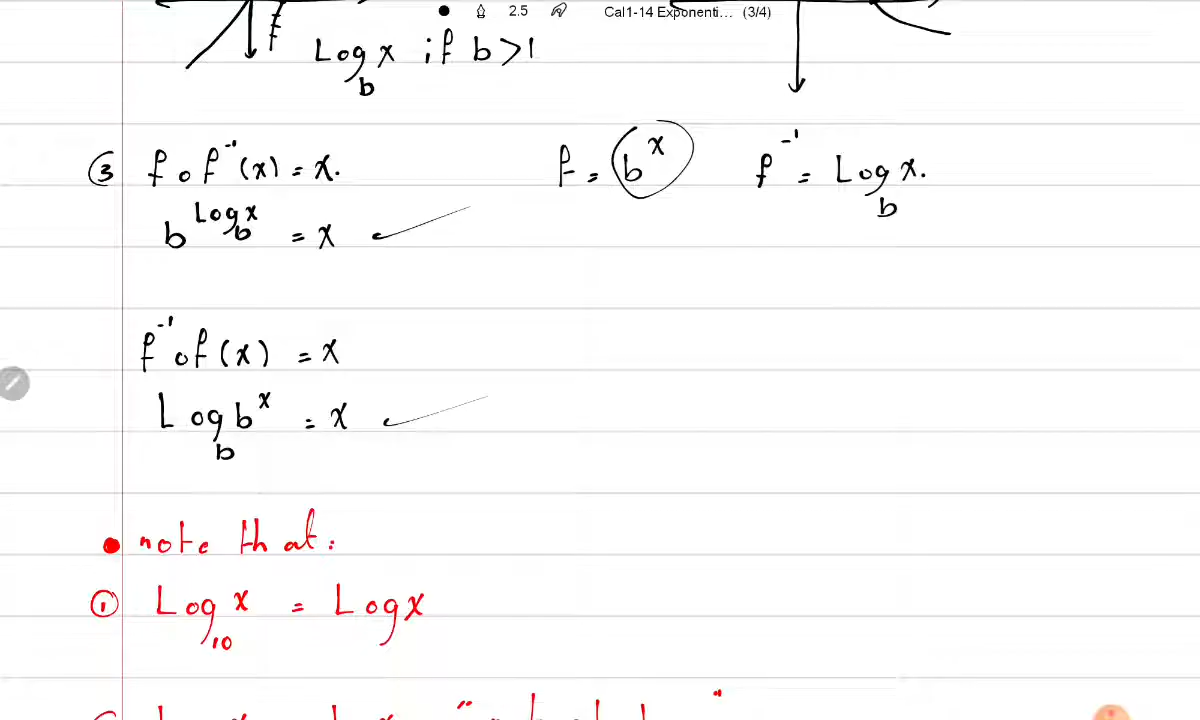 2.5 Cal1-14 Exponenti... (3/4)
Log_b x if b>1
③ f o f⁻¹(x) = x. f = b^x f⁻¹ = Log_b x.
b^(Log_b x) = x
f⁻¹ o f(x) = x
Log_b b^x = x
• note that:
① Log_10 x = Log x